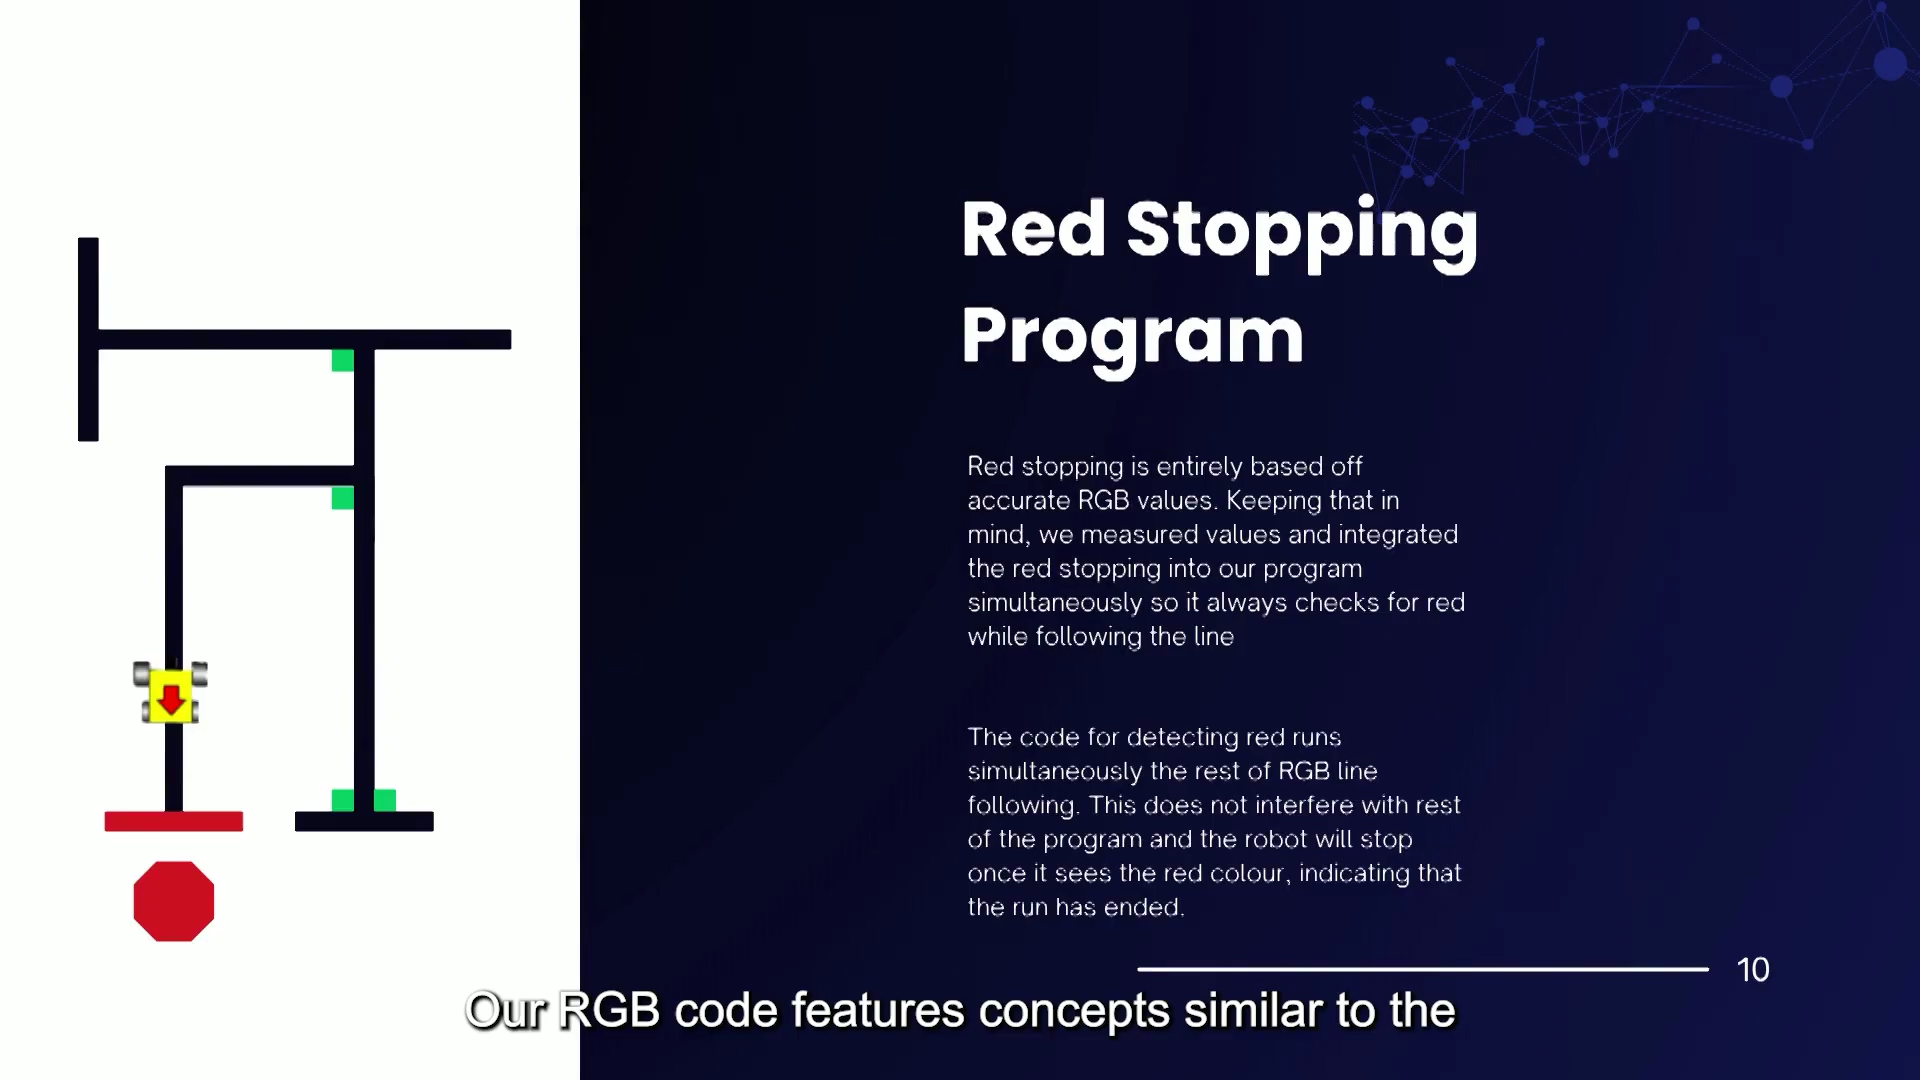 Red Stopping
Program
Red stopping is entirely based off
accurate RGB values. Keeping that in
mind, we measured values and integrated
the red stopping into our program
simultaneously so it always checks for red
while following the line
The code for detecting red runs
simultaneously the rest of RGB line
following. This does not interfere with rest
of the program and the robot will stop
once it sees the red colour, indicating that
the run has ended.
10
Our RGB code features concepts similar to the